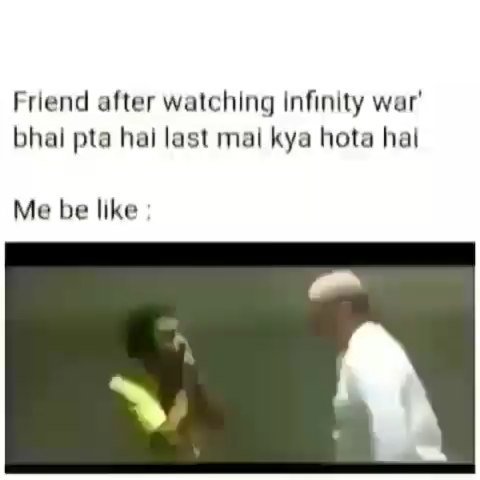 Friend after watching infinity war'
bhai pta hai last mai kya hota hai
Me be like :